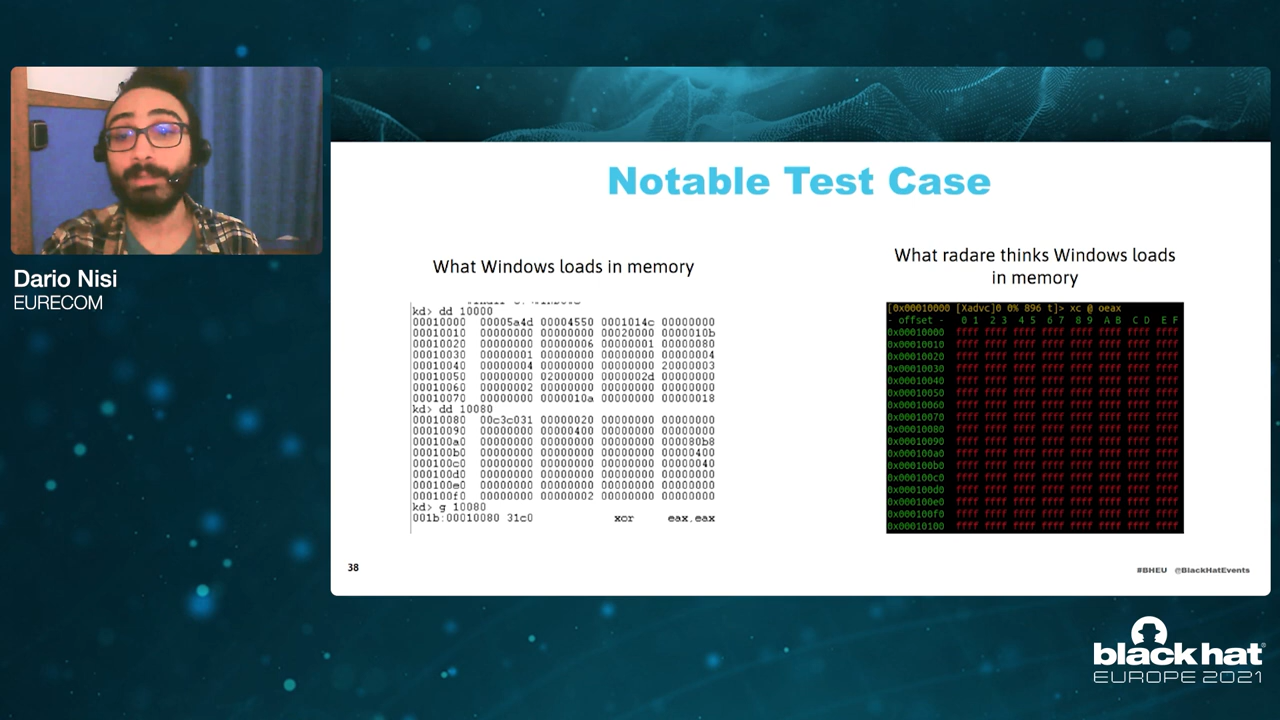 Dario Nisi
EURECOM
Notable Test Case
What Windows loads in memory
kd> dd 10000
00010000 00005a4d 00004550 0001014c 00000000
00010010 00000000 00000000 00020000 0000010b
00010020 00000000 00000006 00000001 00000080
00010030 00000001 00000000 00000000 00000004
00010040 00000004 00000000 00000000 20000003
00010050 00000000 02000000 0000002d 00000000
00010060 00000002 00000000 00000000 00000000
00010070 00000000 0000010a 00000000 00000018
kd> dd 10080
00010080 00c3c031 00000020 00000000 00000000
00010090 00000000 00000400 00000000 00000000
000100a0 00000000 00000000 00000000 000080b8
000100b0 00000000 00000000 00000000 00000400
000100c0 00000000 00000000 00000000 00000040
000100d0 00000000 00000000 00000000 00000000
000100e0 00000000 00000000 00000000 00000000
000100f0 00000000 00000002 00000000 00000000
kd> g 10080
001b:00010080 31c0 xor eax,eax
What radare thinks Windows loads
in memory
[0x00010000 [Xadvc]0 0% 896 t]> xc @ oeax
- offset - 0 1 2 3 4 5 6 7 8 9 A B C D E F
0x00010000 ffff ffff ffff ffff ffff ffff ffff ffff
0x00010010 ffff ffff ffff ffff ffff ffff ffff ffff
0x00010020 ffff ffff ffff ffff ffff ffff ffff ffff
0x00010030 ffff ffff ffff ffff ffff ffff ffff ffff
0x00010040 ffff ffff ffff ffff ffff ffff ffff ffff
0x00010050 ffff ffff ffff ffff ffff ffff ffff ffff
0x00010060 ffff ffff ffff ffff ffff ffff ffff ffff
0x00010070 ffff ffff ffff ffff ffff ffff ffff ffff
0x00010080 ffff ffff ffff ffff ffff ffff ffff ffff
0x00010090 ffff ffff ffff ffff ffff ffff ffff ffff
0x000100a0 ffff ffff ffff ffff ffff ffff ffff ffff
0x000100b0 ffff ffff ffff ffff ffff ffff ffff ffff
0x000100c0 ffff ffff ffff ffff ffff ffff ffff ffff
0x000100d0 ffff ffff ffff ffff ffff ffff ffff ffff
0x000100e0 ffff ffff ffff ffff ffff ffff ffff ffff
0x000100f0 ffff ffff ffff ffff ffff ffff ffff ffff
0x00010100 ffff ffff ffff ffff ffff ffff ffff ffff
38
#BHEU @BlackHatEvents
black hat
EUROPE 2021